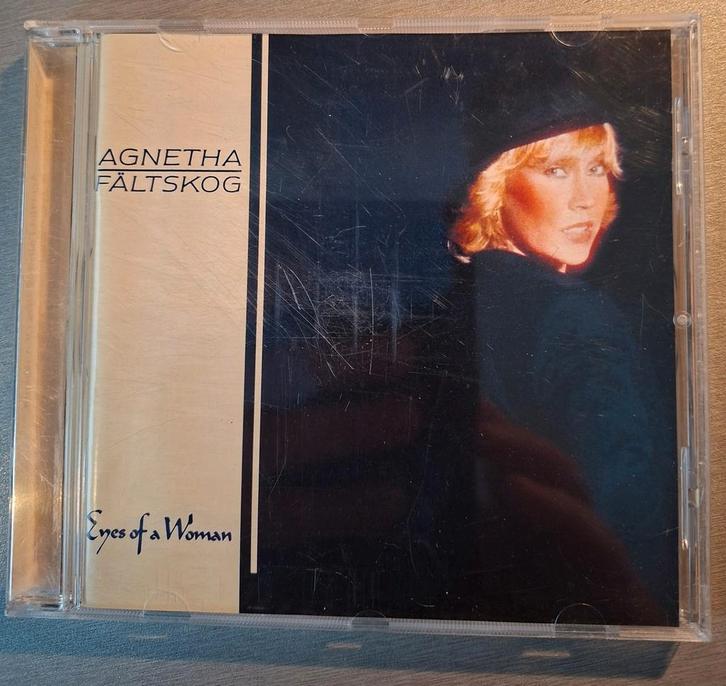 AGNETHA
FÄLTSKOG
Eyes of a Woman